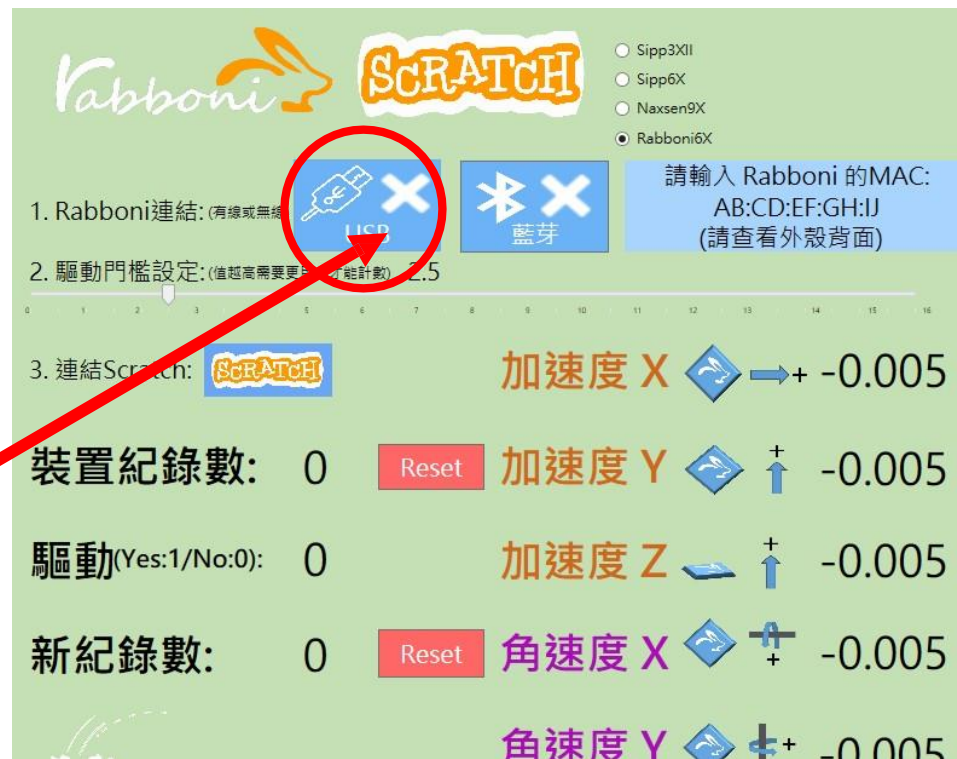 rabboni
SCRATCH
Sipp3XII
Sipp6X
Naxsen9X
Rabboni6X
1. Rabboni連結: (有線或無線
USB
藍芽
請輸入 Rabboni 的MAC:
AB:CD:EF:GH:IJ
(請查看外殼背面)
2. 驅動門檻設定: (值越高需要更 才能計數) 2.5
0 1 2 3 5 6 7 8 9 10 11 12 13 14 15 16
3. 連結Scratch: SCRATCH
加速度 X + -0.005
裝置紀錄數: 0 Reset
加速度 Y + -0.005
驅動(Yes:1/No:0): 0
加速度 Z + -0.005
新紀錄數: 0 Reset
角速度 X + -0.005
角速度 Y + -0.005